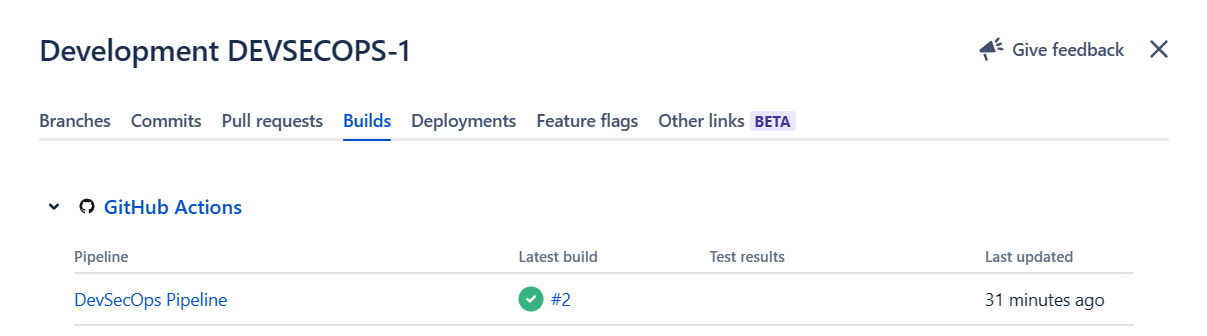 Development DEVSECOPS-1
Give feedback
Branches Commits Pull requests Builds Deployments Feature flags Other links BETA
GitHub Actions
Pipeline Latest build Test results Last updated
DevSecOps Pipeline #2 31 minutes ago